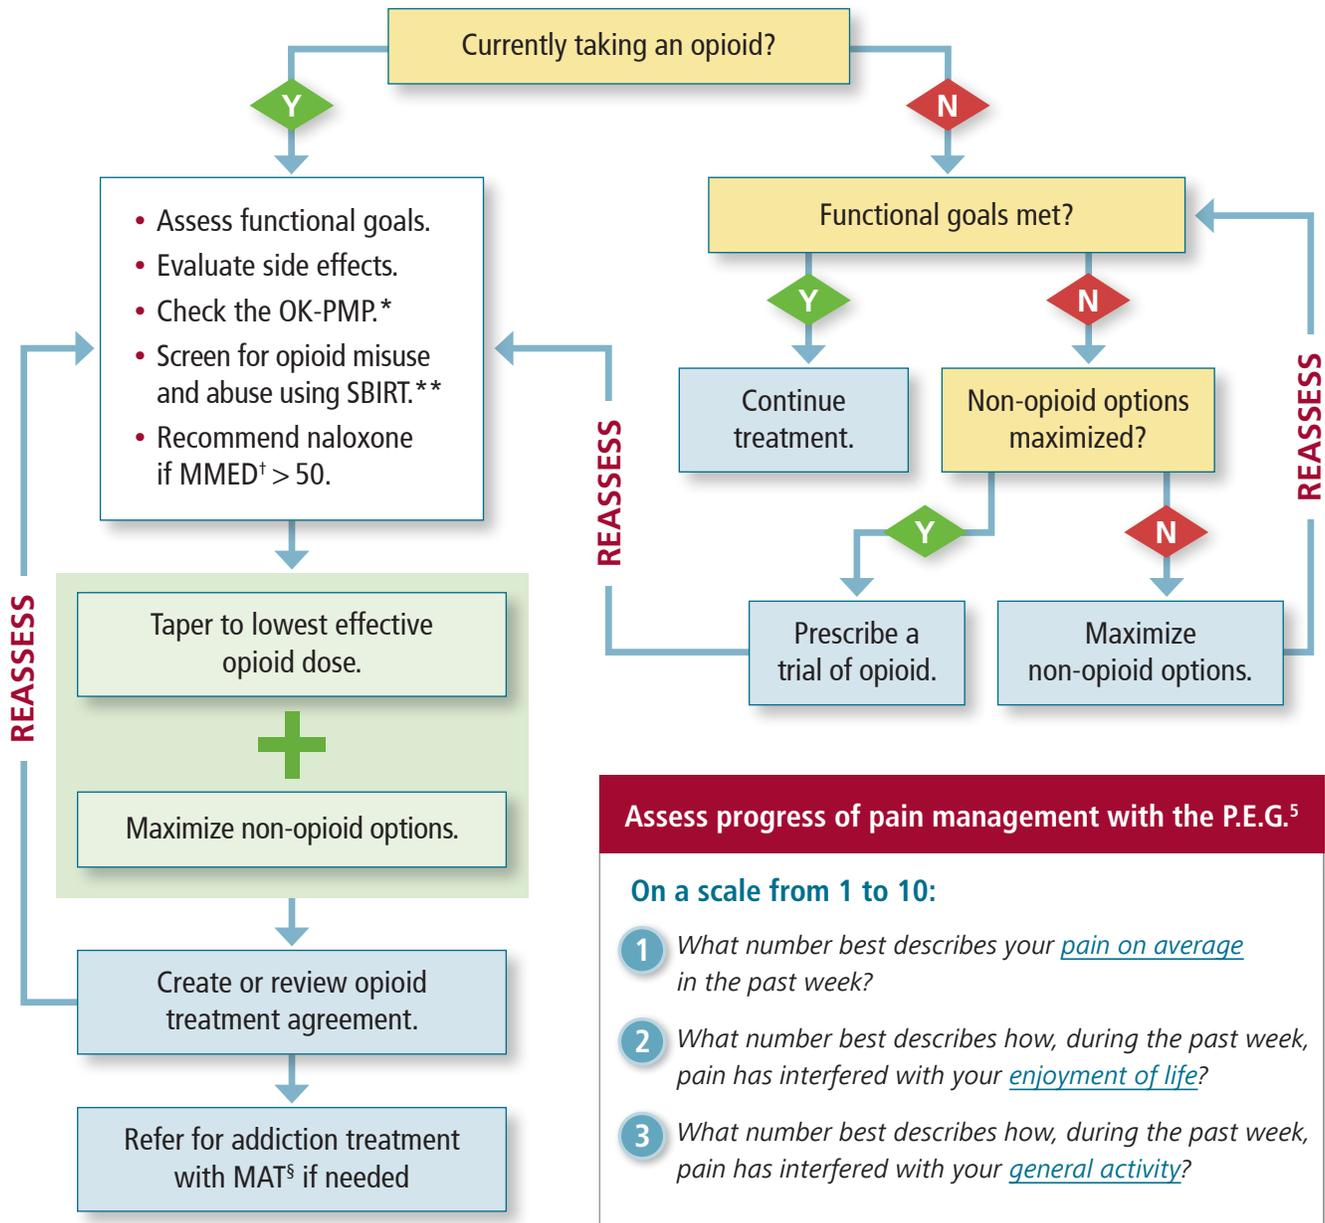 Currently taking an opioid?
Y
N
• Assess functional goals.
• Evaluate side effects.
• Check the OK-PMP.*
• Screen for opioid misuse
and abuse using SBIRT.**
• Recommend naloxone
if MMED† > 50.
Functional goals met?
Y
N
Continue
treatment.
Non-opioid options
maximized?
Y
N
Prescribe a
trial of opioid.
Maximize
non-opioid options.
REASSESS
REASSESS
REASSESS
Taper to lowest effective
opioid dose.
Maximize non-opioid options.
Create or review opioid
treatment agreement.
Refer for addiction treatment
with MAT§ if needed
Assess progress of pain management with the P.E.G.⁵
On a scale from 1 to 10:
1 What number best describes your pain on average
in the past week?
2 What number best describes how, during the past week,
pain has interfered with your enjoyment of life?
3 What number best describes how, during the past week,
pain has interfered with your general activity?